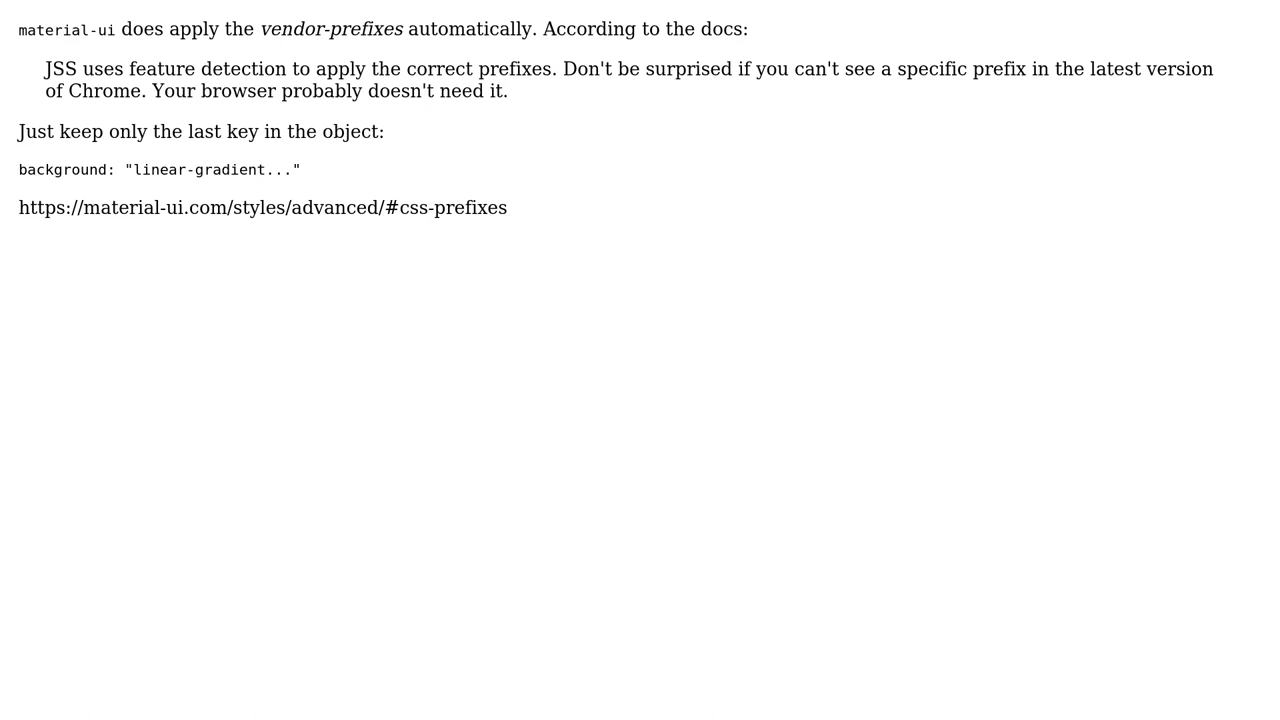 material-ui does apply the vendor-prefixes automatically. According to the docs:
JSS uses feature detection to apply the correct prefixes. Don't be surprised if you can't see a specific prefix in the latest version
of Chrome. Your browser probably doesn't need it.
Just keep only the last key in the object:
background: "linear-gradient..."
https://material-ui.com/styles/advanced/#css-prefixes